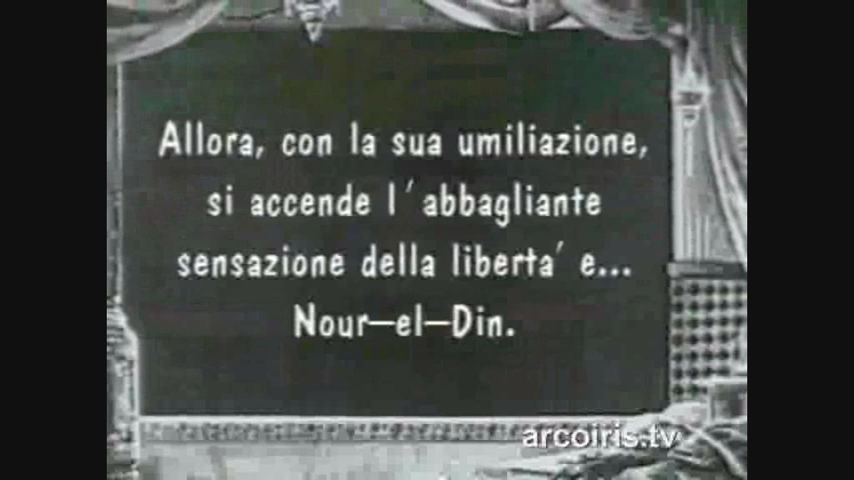 Allora, con la sua umiliazione,
si accende l'abbagliante
sensazione della liberta' e...
Nour-el-Din.
arcoiris.tv